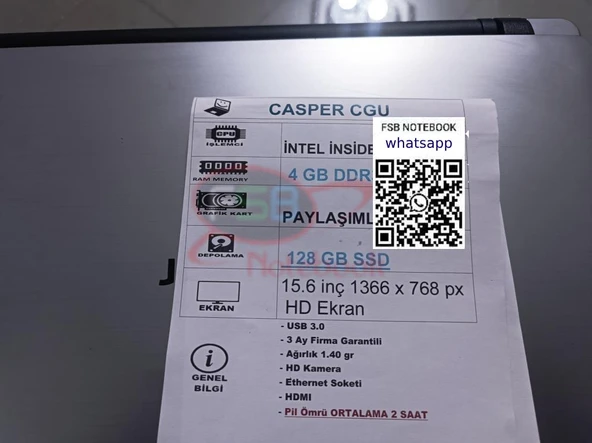 CASPER CGU
FSB NOTEBOOK
whatsapp
CPU
İŞLEMCİ
İNTEL İNSİDE
RAM MEMORY
4 GB DDR
GRAFİK KART
PAYLAŞIML
DEPOLAMA
128 GB SSD
Notebook
EKRAN
15.6 inç 1366 x 768 px
HD Ekran
GENEL
BİLGİ
- USB 3.0
- 3 Ay Firma Garantili
- Ağırlık 1.40 gr
- HD Kamera
- Ethernet Soketi
- HDMI
- Pil Ömrü ORTALAMA 2 SAAT